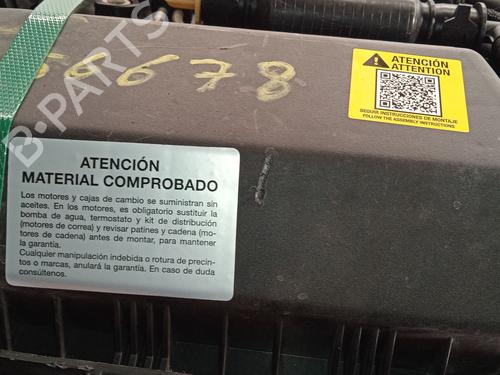 B-PARTS
59678
ATENCIÓN
ATTENTION
SEGUIR INSTRUCCIONES DE MONTAJE
FOLLOW THE ASSEMBLY INSTRUCTIONS
ATENCIÓN
MATERIAL COMPROBADO
Los motores y cajas de cambio se suministran sin
aceites. En los motores, es obligatorio sustituir la
bomba de agua, termostato y kit de distribución
(motores de correa) y revisar patines y cadena (mo-
tores de cadena) antes de montar, para mantener
la garantía.
Cualquier manipulación indebida o rotura de precin-
tos o marcas, anulará la garantía. En caso de duda
consúltenos.